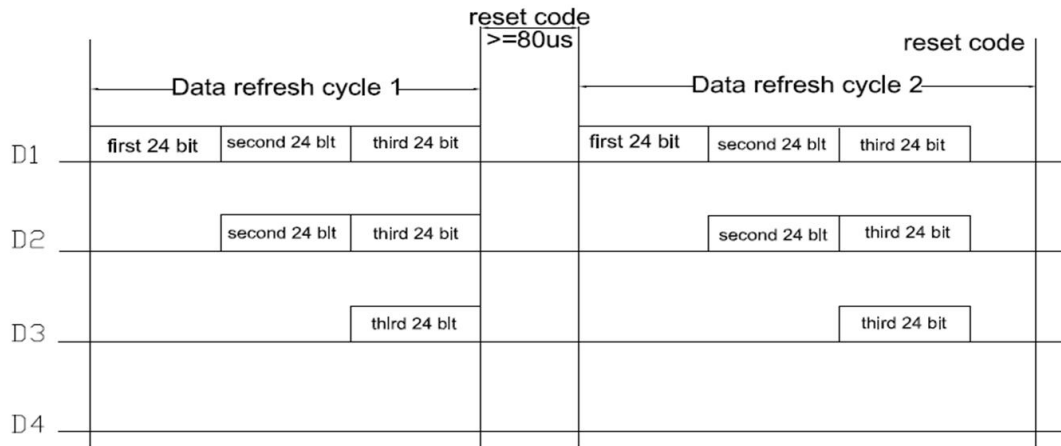 reset code
>=80us
reset code
Data refresh cycle 1
Data refresh cycle 2
D1 first 24 bit second 24 blt third 24 bit first 24 bit second 24 blt third 24 bit
D2 second 24 blt third 24 bit second 24 blt third 24 bit
D3 thlrd 24 blt third 24 bit
D4